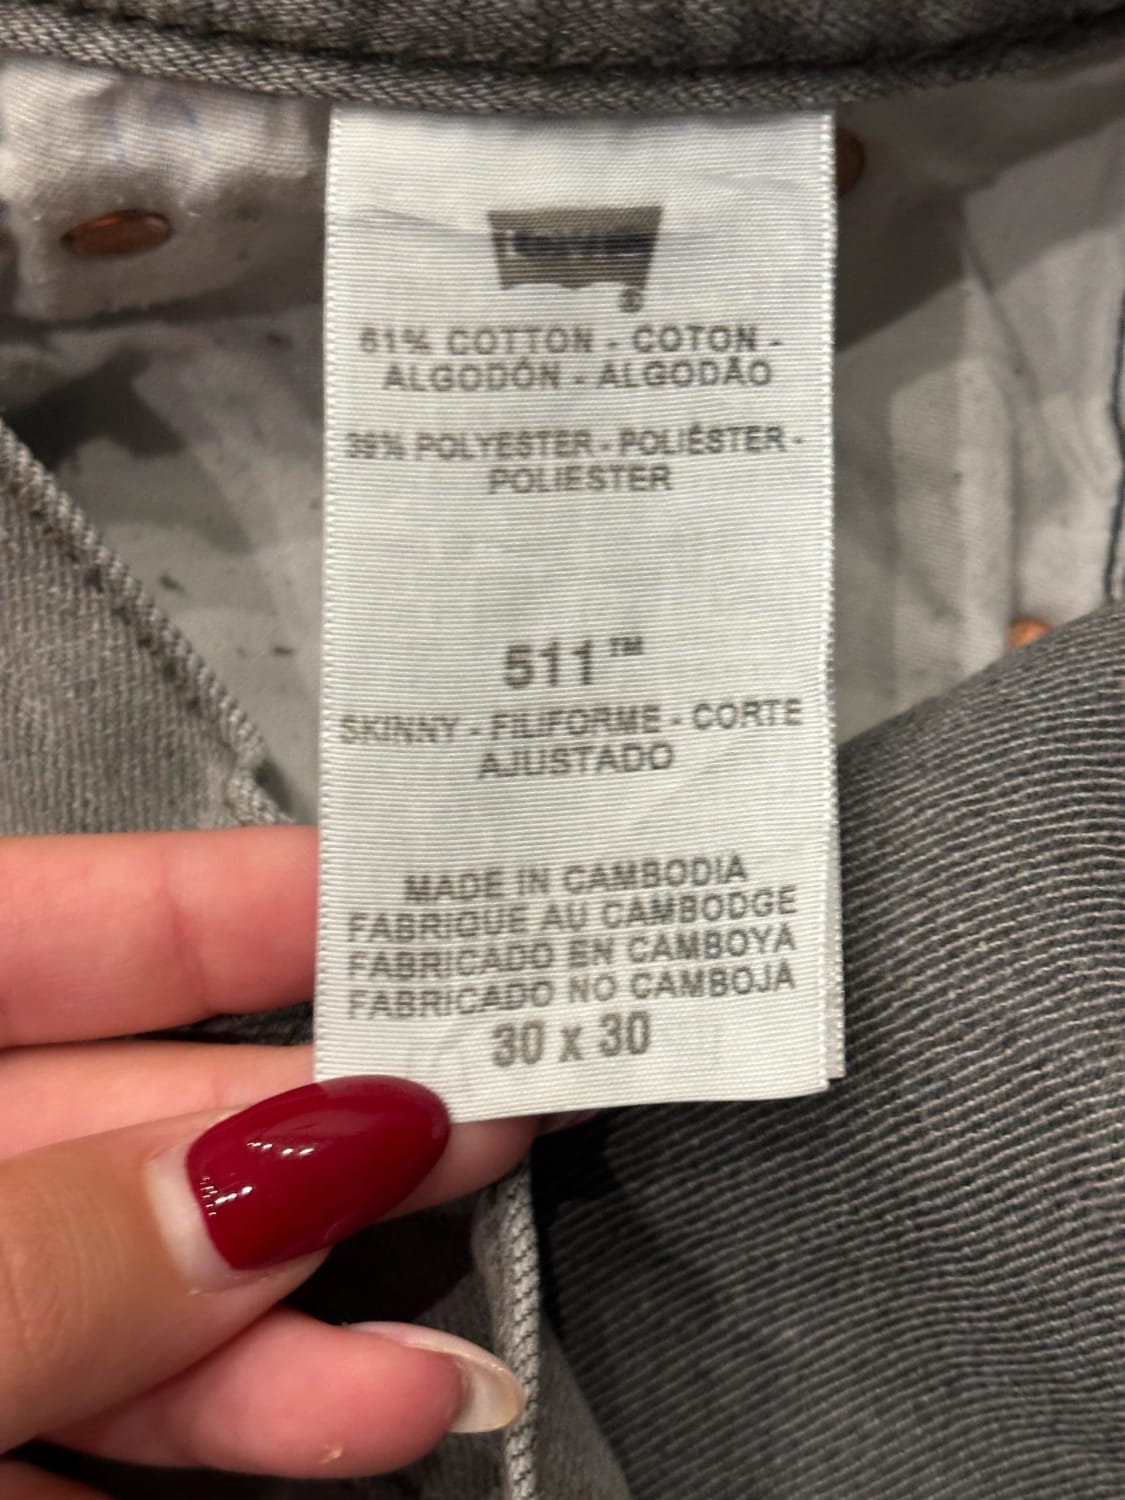 61% COTTON - COTON -
ALGODÓN - ALGODÃO
39% POLYESTER - POLIÉSTER -
POLIESTER
511™
SKINNY - FILIFORME - CORTE
AJUSTADO
MADE IN CAMBODIA
FABRIQUE AU CAMBODGE
FABRICADO EN CAMBOYA
FABRICADO NO CAMBOJA
30 x 30